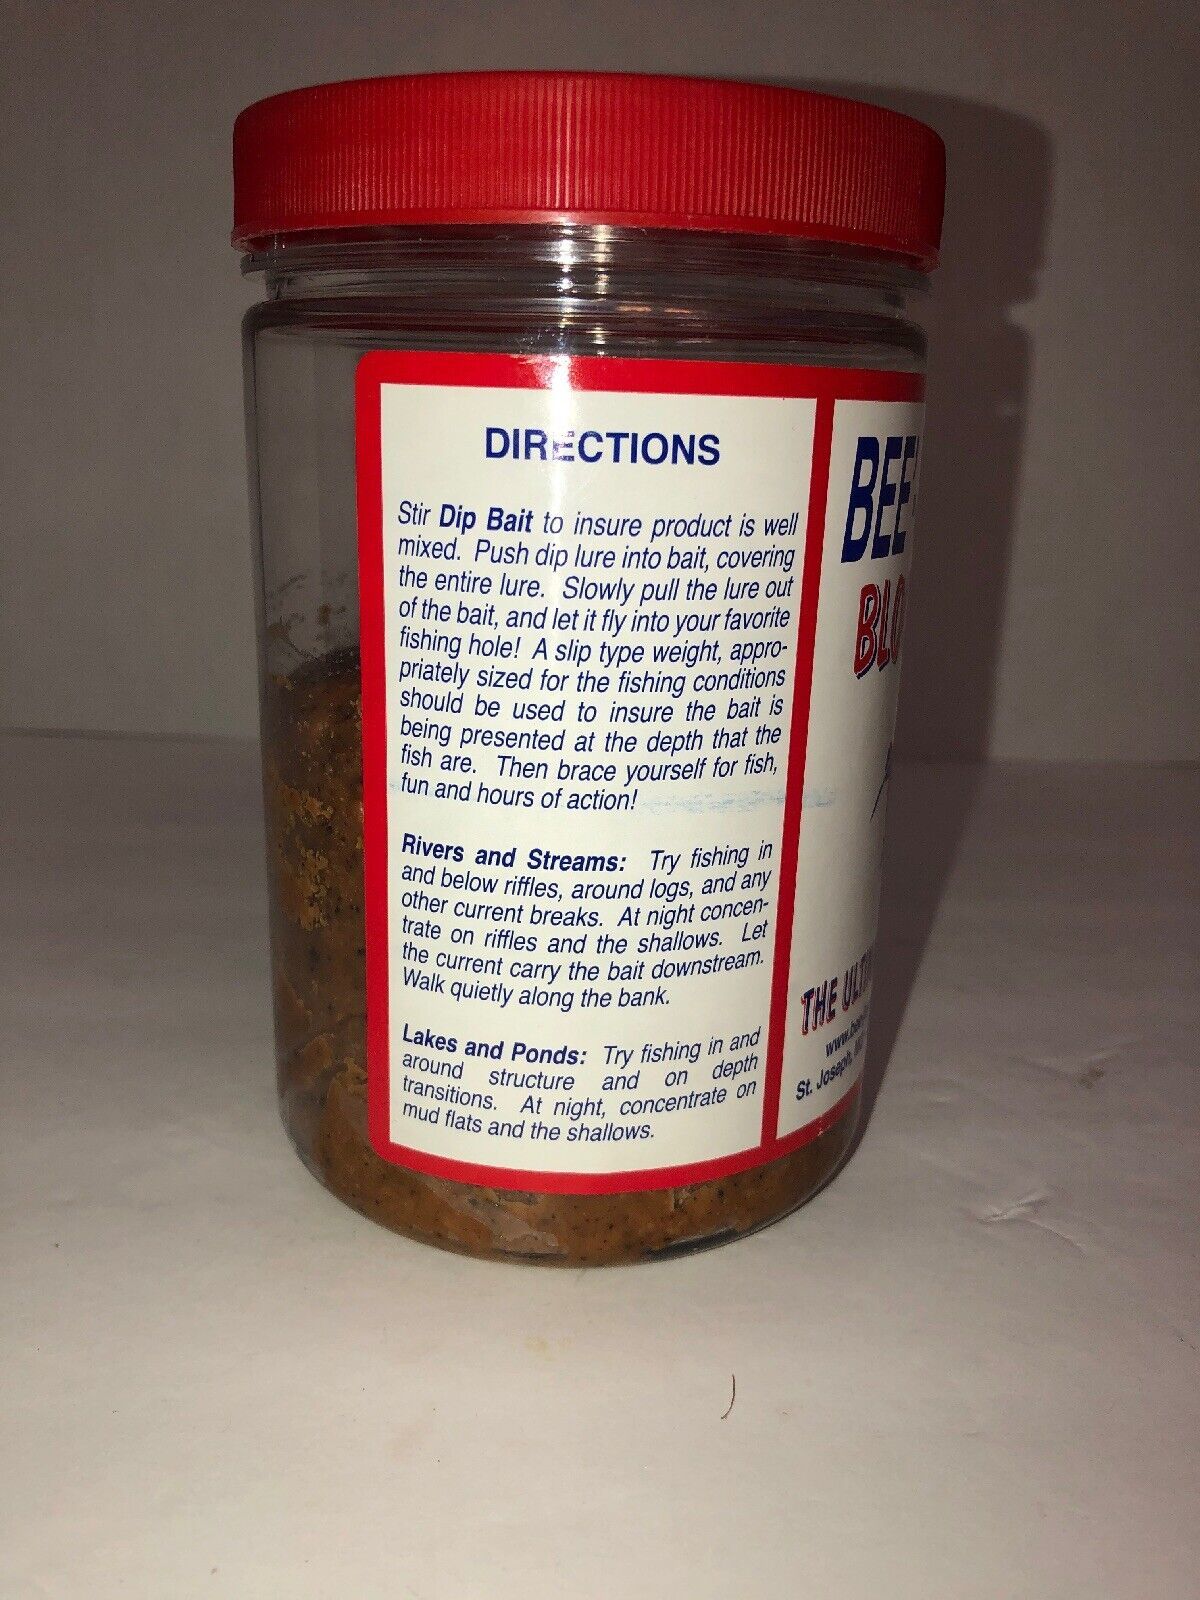 DIRECTIONS
Stir Dip Bait to insure product is well
mixed. Push dip lure into bait, covering
the entire lure. Slowly pull the lure out
of the bait, and let it fly into your favorite
fishing hole! A slip type weight, appro-
priately sized for the fishing conditions
should be used to insure the bait is
being presented at the depth that the
fish are. Then brace yourself for fish,
fun and hours of action!
Rivers and Streams: Try fishing in
and below riffles, around logs, and any
other current breaks. At night concen-
trate on riffles and the shallows. Let
the current carry the bait downstream.
Walk quietly along the bank.
Lakes and Ponds: Try fishing in and
around structure and on depth
transitions. At night, concentrate on
mud flats and the shallows.
BEE'
BLO
THE ULTI
www.bee
St. Joseph, MO